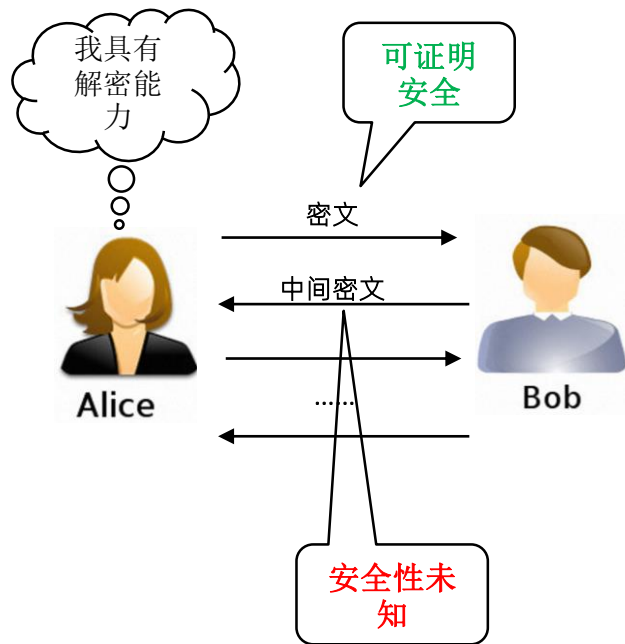 我具有
解密能
力
可证明
安全
密文
中间密文
Alice
......
Bob
安全性未
知